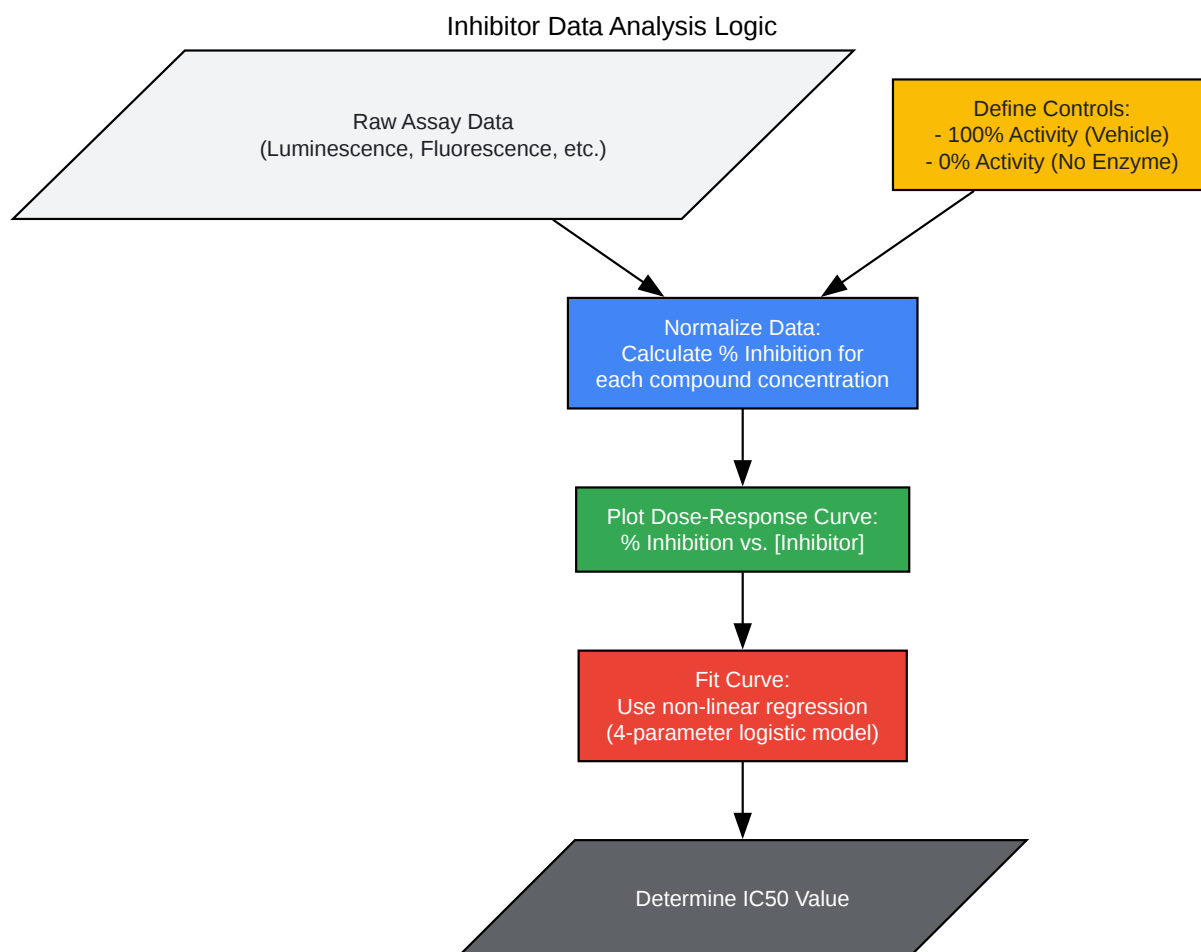 Inhibitor Data Analysis Logic
Raw Assay Data
(Luminescence, Fluorescence, etc.)
Define Controls:
- 100% Activity (Vehicle)
- 0% Activity (No Enzyme)
Normalize Data:
Calculate % Inhibition for
each compound concentration
Plot Dose-Response Curve:
% Inhibition vs. [Inhibitor]
Fit Curve:
Use non-linear regression
(4-parameter logistic model)
Determine IC50 Value